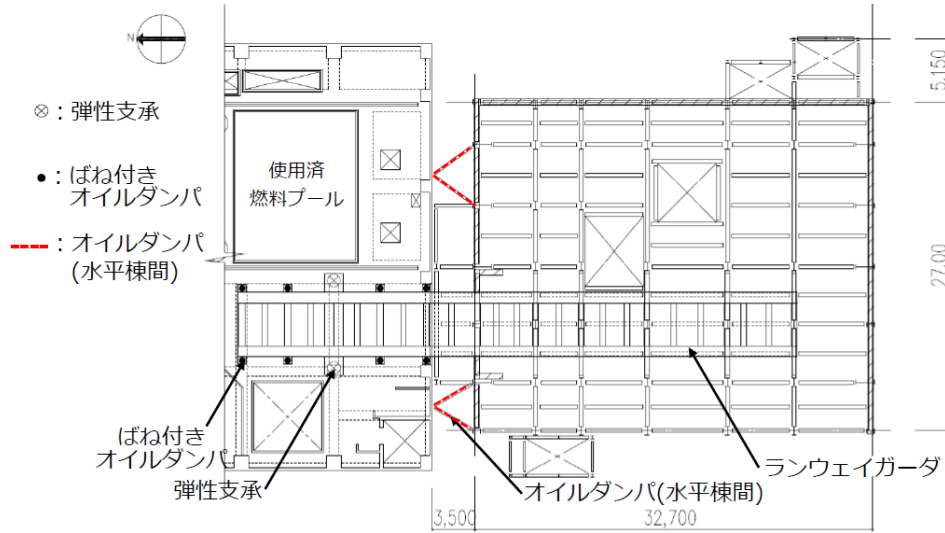 N
⊗：弾性支承
●：ばね付き
オイルダンパ
：オイルダンパ
(水平棟間)
使用済
燃料プール
5,150
27,00
ばね付き
オイルダンパ
弾性支承
オイルダンパ(水平棟間)
ランウェイガーダ
3,500
32,700